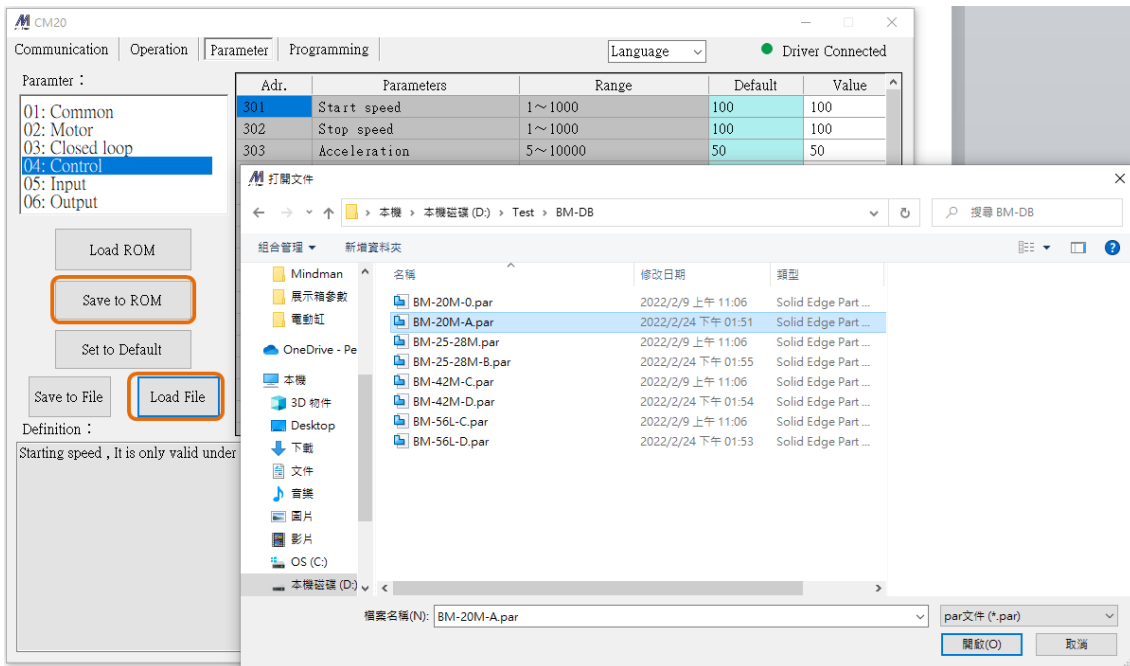 CM20
Communication Operation Parameter Programming Language Driver Connected
Paramter：
01: Common
02: Motor
03: Closed loop
04: Control
05: Input
06: Output
Adr. Parameters Range Default Value
301 Start speed 1～1000 100 100
302 Stop speed 1～1000 100 100
303 Acceleration 5～10000 50 50
Load ROM
Save to ROM
Set to Default
Save to File
Load File
Definition：
Starting speed , It is only valid under
打開文件
本機 › 本機磁碟 (D:) › Test › BM-DB
搜尋 BM-DB
組合管理 新增資料夾
Mindman
展示箱參數
電動缸
OneDrive - Pe
本機
3D 物件
Desktop
下載
文件
音樂
圖片
影片
OS (C:)
本機磁碟 (D:)
名稱 修改日期 類型
BM-20M-0.par 2022/2/9 上午 11:06 Solid Edge Part ...
BM-20M-A.par 2022/2/24 下午 01:51 Solid Edge Part ...
BM-25-28M.par 2022/2/9 上午 11:06 Solid Edge Part ...
BM-25-28M-B.par 2022/2/24 下午 01:55 Solid Edge Part ...
BM-42M-C.par 2022/2/9 上午 11:06 Solid Edge Part ...
BM-42M-D.par 2022/2/24 下午 01:54 Solid Edge Part ...
BM-56L-C.par 2022/2/9 上午 11:06 Solid Edge Part ...
BM-56L-D.par 2022/2/24 下午 01:53 Solid Edge Part ...
檔案名稱(N): BM-20M-A.par
par文件 (*.par)
開啟(O) 取消